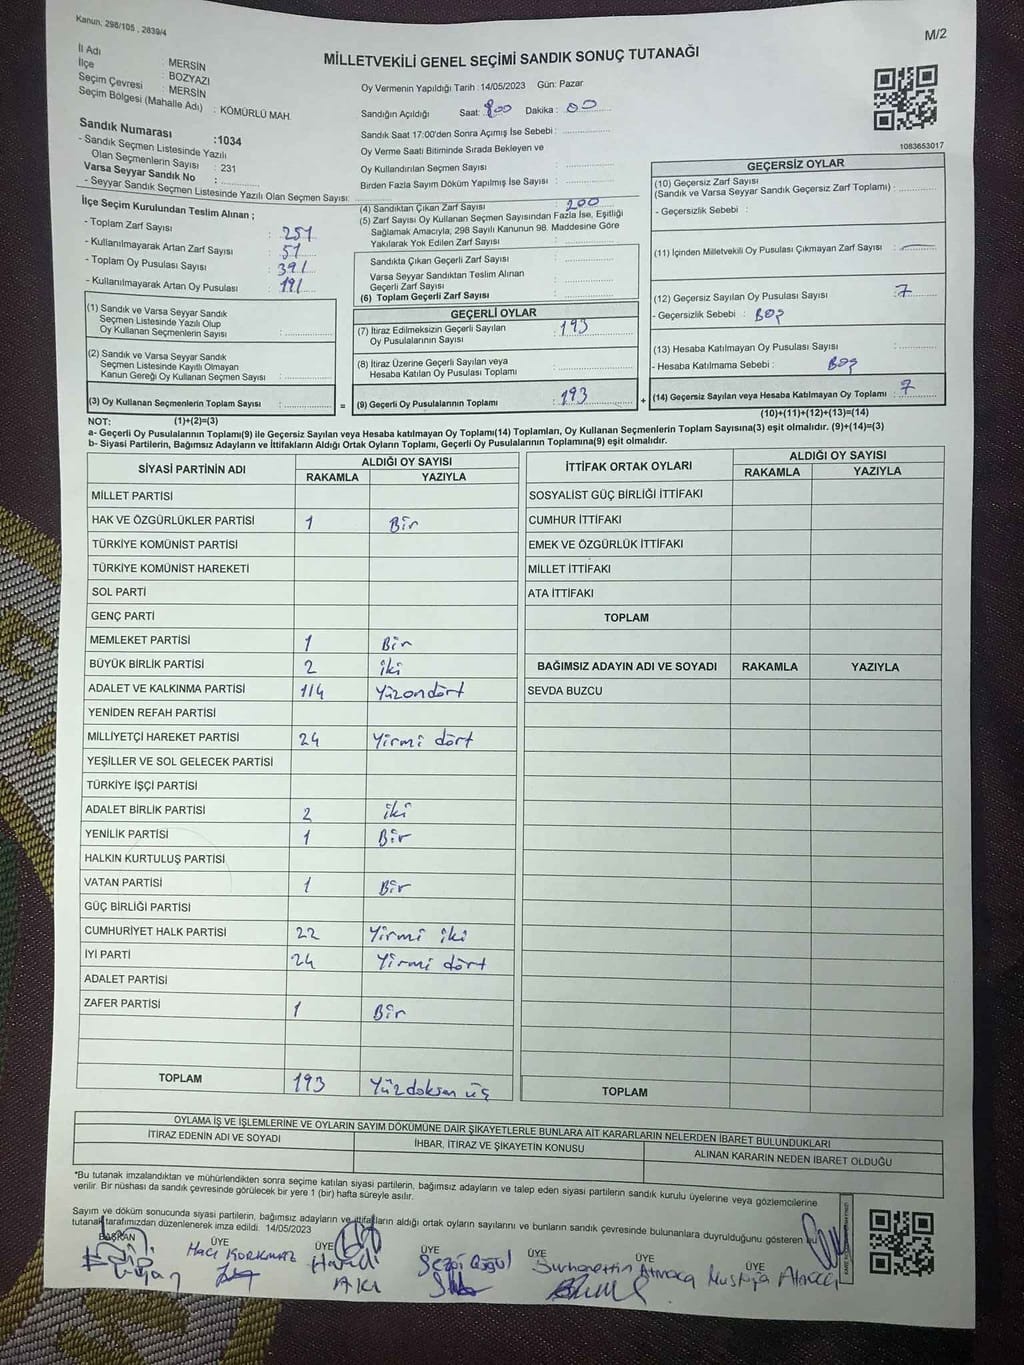 Kanun, 298/105 , 2839/4
M/2
MİLLETVEKİLİ GENEL SEÇİMİ SANDIK SONUÇ TUTANAĞI
İl Adı : MERSİN
İlçe : BOZYAZI
Seçim Çevresi : MERSİN
Seçim Bölgesi (Mahalle Adı) : KÖMÜRLÜ MAH.
Sandık Numarası :1034
- Sandık Seçmen Listesinde Yazılı
Olan Seçmenlerin Sayısı : 231
Varsa Seyyar Sandık No :
- Seyyar Sandık Seçmen Listesinde Yazılı Olan Seçmen Sayısı:
İlçe Seçim Kurulundan Teslim Alınan ;
- Toplam Zarf Sayısı : 251
- Kullanılmayarak Artan Zarf Sayısı : 51
- Toplam Oy Pusulası Sayısı : 391
- Kullanılmayarak Artan Oy Pusulası : 191
(1) Sandık ve Varsa Seyyar Sandık
Seçmen Listesinde Yazılı Olup
Oy Kullanan Seçmenlerin Sayısı :
(2) Sandık ve Varsa Seyyar Sandık
Seçmen Listesinde Kayıtlı Olmayan
Kanun Gereği Oy Kullanan Seçmen Sayısı :
(3) Oy Kullanan Seçmenlerin Toplam Sayısı :
Oy Vermenin Yapıldığı Tarih :14/05/2023 Gün: Pazar
Sandığın Açıldığı Saat: 800 Dakika : 00
Sandık Saat 17:00'den Sonra Açımış İse Sebebi :
Oy Verme Saati Bitiminde Sırada Bekleyen ve
Oy Kullandırılan Seçmen Sayısı :
Birden Fazla Sayım Döküm Yapılmış İse Sayısı :
(4) Sandıktan Çıkan Zarf Sayısı : 200
(5) Zarf Sayısı Oy Kullanan Seçmen Sayısından Fazla İse, Eşitliği
Sağlamak Amacıyla; 298 Sayılı Kanunun 98. Maddesine Göre
Yakılarak Yok Edilen Zarf Sayısı :
Sandıkta Çıkan Geçerli Zarf Sayısı :
Varsa Seyyar Sandıktan Teslim Alınan
Geçerli Zarf Sayısı :
(6) Toplam Geçerli Zarf Sayısı :
GEÇERLİ OYLAR
(7) İtiraz Edilmeksizin Geçerli Sayılan
Oy Pusulalarının Sayısı : 193
(8) İtiraz Üzerine Geçerli Sayılan veya
Hesaba Katılan Oy Pusulası Toplamı :
= (9) Geçerli Oy Pusulalarının Toplamı : 193
1083653017
GEÇERSİZ OYLAR
(10) Geçersiz Zarf Sayısı
(Sandık ve Varsa Seyyar Sandık Geçersiz Zarf Toplamı) :
- Geçersizlik Sebebi :
(11) İçinden Milletvekili Oy Pusulası Çıkmayan Zarf Sayısı :
(12) Geçersiz Sayılan Oy Pusulası Sayısı : 7
- Geçersizlik Sebebi : BOŞ
(13) Hesaba Katılmayan Oy Pusulası Sayısı :
- Hesaba Katılmama Sebebi : Boş
+ (14) Geçersiz Sayılan veya Hesaba Katılmayan Oy Toplamı : 7
NOT: (1)+(2)=(3) (10)+(11)+(12)+(13)=(14)
a- Geçerli Oy Pusulalarının Toplamı(9) ile Geçersiz Sayılan veya Hesaba katılmayan Oy Toplamı(14) Toplamları, Oy Kullanan Seçmenlerin Toplam Sayısına(3) eşit olmalıdır. (9)+(14)=(3)
b- Siyasi Partilerin, Bağımsız Adayların ve İttifakların Aldığı Ortak Oyların Toplamı, Geçerli Oy Pusulalarının Toplamına(9) eşit olmalıdır.
SİYASİ PARTİNİN ADI ALDIĞI OY SAYISI
RAKAMLA YAZIYLA
MİLLET PARTİSİ
HAK VE ÖZGÜRLÜKLER PARTİSİ 1 Bir
TÜRKİYE KOMÜNİST PARTİSİ
TÜRKİYE KOMÜNİST HAREKETİ
SOL PARTİ
GENÇ PARTİ
MEMLEKET PARTİSİ 1 Bir
BÜYÜK BİRLİK PARTİSİ 2 iki
ADALET VE KALKINMA PARTİSİ 114 Yüzondört
YENİDEN REFAH PARTİSİ
MİLLİYETÇİ HAREKET PARTİSİ 24 Yirmi dört
YEŞİLLER VE SOL GELECEK PARTİSİ
TÜRKİYE İŞÇİ PARTİSİ
ADALET BİRLİK PARTİSİ 2 iki
YENİLİK PARTİSİ 1 Bir
HALKIN KURTULUŞ PARTİSİ
VATAN PARTİSİ 1 Bir
GÜÇ BİRLİĞİ PARTİSİ
CUMHURİYET HALK PARTİSİ 22 Yirmi iki
İYİ PARTİ 24 Yirmi dört
ADALET PARTİSİ
ZAFER PARTİSİ 1 Bir
TOPLAM 193 Yüzdoksan üç
İTTİFAK ORTAK OYLARI ALDIĞI OY SAYISI
RAKAMLA YAZIYLA
SOSYALİST GÜÇ BİRLİĞİ İTTİFAKI
CUMHUR İTTİFAKI
EMEK VE ÖZGÜRLÜK İTTİFAKI
MİLLET İTTİFAKI
ATA İTTİFAKI
TOPLAM
BAĞIMSIZ ADAYIN ADI VE SOYADI RAKAMLA YAZIYLA
SEVDA BUZCU
TOPLAM
OYLAMA İŞ VE İŞLEMLERİNE VE OYLARIN SAYIM DÖKÜMÜNE DAİR ŞİKAYETLERLE BUNLARA AİT KARARLARIN NELERDEN İBARET BULUNDUKLARI
İTİRAZ EDENİN ADI VE SOYADI İHBAR, İTİRAZ VE ŞİKAYETİN KONUSU ALINAN KARARIN NEDEN İBARET OLDUĞU
*Bu tutanak imzalandıktan ve mühürlendikten sonra seçime katılan siyasi partilerin, bağımsız adayların ve talep eden siyasi partilerin sandık kurulu üyelerine veya gözlemcilerine
verilir. Bir nüshası da sandık çevresinde görülecek bir yere 1 (bir) hafta süreyle asılır.
Sayım ve döküm sonucunda siyasi partilerin, bağımsız adayların ve ittifakların aldığı ortak oyların sayılarını ve bunların sandık çevresinde bulunanlara duyrulduğunu gösteren bu
tutanak tarafımızdan düzenlenerek imza edildi. 14/05/2023
BAŞKAN ÜYE ÜYE ÜYE ÜYE ÜYE ÜYE
Hacı KORKMAZ
Burhanettin Atmaca
Mustafa Atmaca